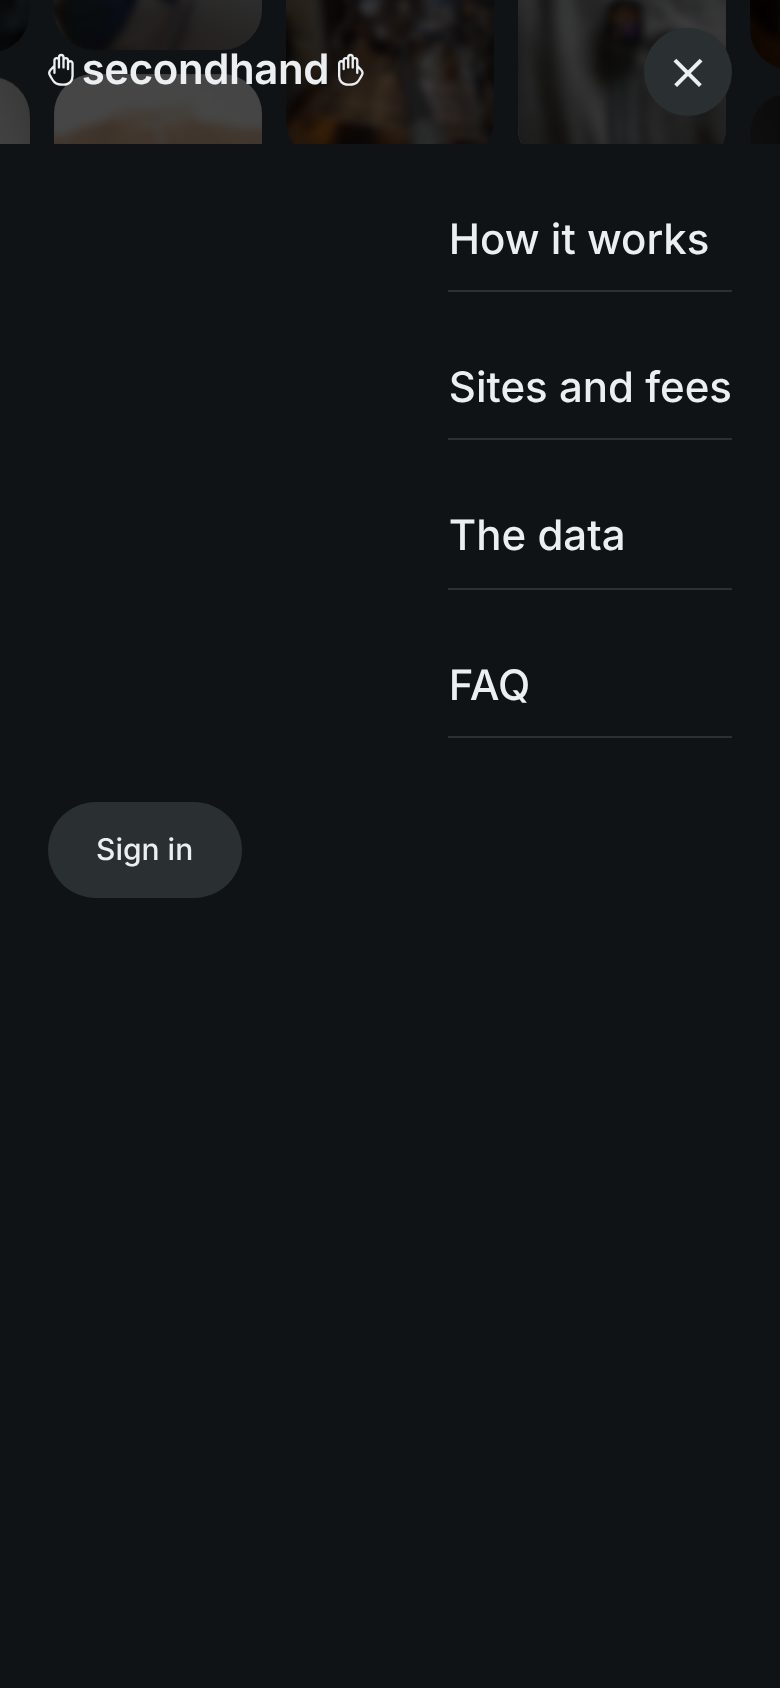 secondhand
How it works
Sites and fees
The data
FAQ
Sign in